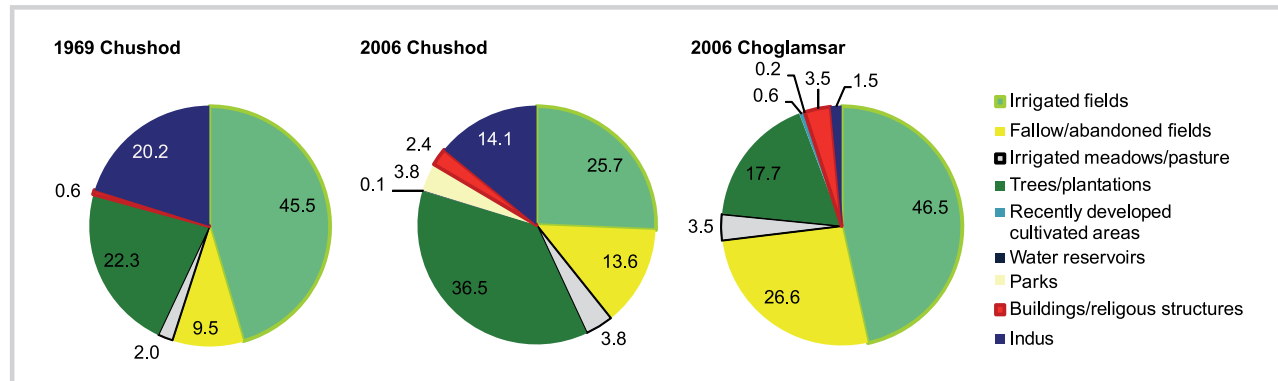 1969 Chushod
20.2
0.6
45.5
22.3
9.5
2.0
2006 Chushod
14.1
2.4
3.8
0.1
25.7
13.6
36.5
3.8
2006 Choglamsar
0.2
3.5
1.5
0.6
17.7
46.5
3.5
26.6
Irrigated fields
Fallow/abandoned fields
Irrigated meadows/pasture
Trees/plantations
Recently developed
cultivated areas
Water reservoirs
Parks
Buildings/religous structures
Indus